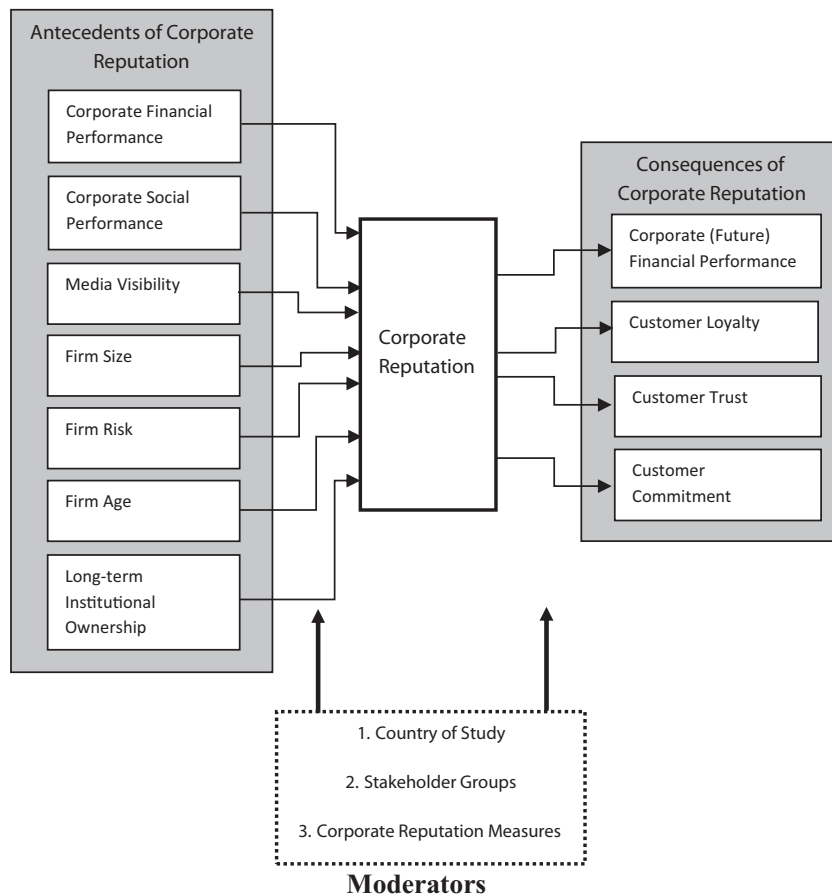 Antecedents of Corporate
Reputation
Corporate Financial
Performance
Corporate Social
Performance
Media Visibility
Firm Size
Firm Risk
Firm Age
Long-term
Institutional
Ownership
Corporate
Reputation
Consequences of
Corporate Reputation
Corporate (Future)
Financial Performance
Customer Loyalty
Customer Trust
Customer
Commitment
1. Country of Study
2. Stakeholder Groups
3. Corporate Reputation Measures
Moderators